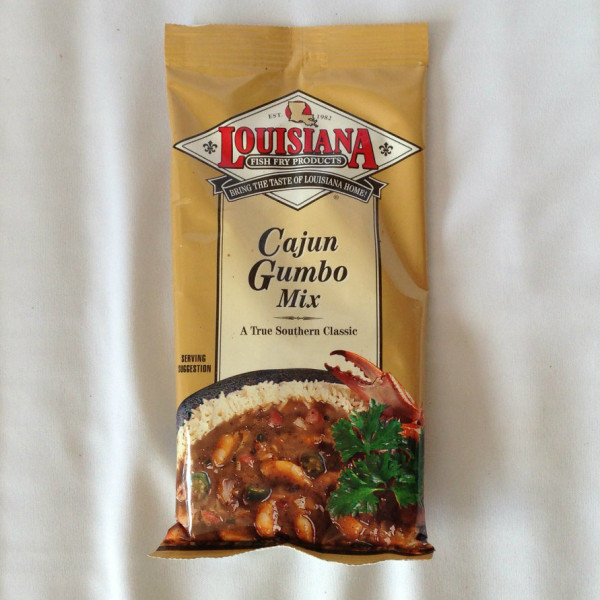 EST. 1982
LOUISIANA
FISH FRY PRODUCTS
BRING THE TASTE OF LOUISIANA HOME!
®
Cajun
Gumbo
Mix
A True Southern Classic
SERVING
SUGGESTION